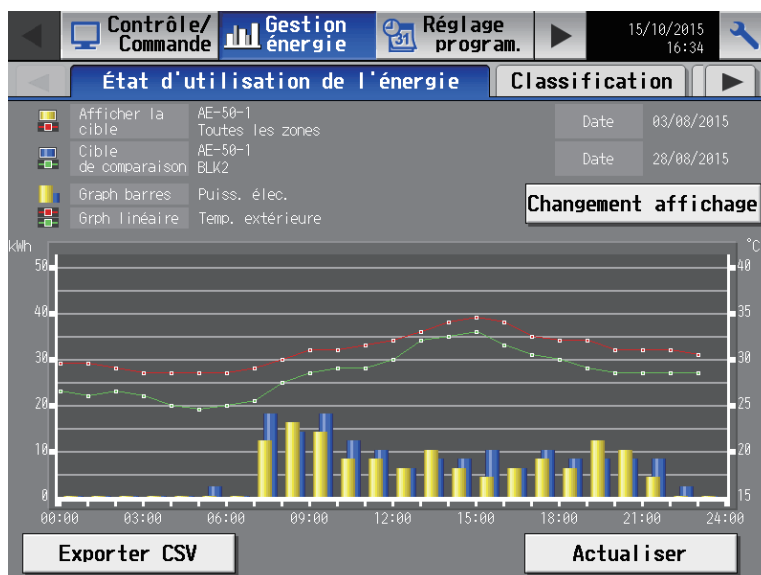 Contrôle/
Commande
Gestion
énergie
31
Réglage
program.
15/10/2015
16:34
État d'utilisation de l'énergie
Classification
Afficher la
cible
AE-50-1
Toutes les zones
Date
03/08/2015
Cible
de comparaison
AE-50-1
BLK2
Date
28/08/2015
Graph barres
Puiss. élec.
Grph linéaire
Temp. extérieure
Changement affichage
kWh
°C
50
40
40
35
30
30
20
25
10
20
0
15
00:00 03:00 06:00 09:00 12:00 15:00 18:00 21:00 24:00
Exporter CSV
Actualiser